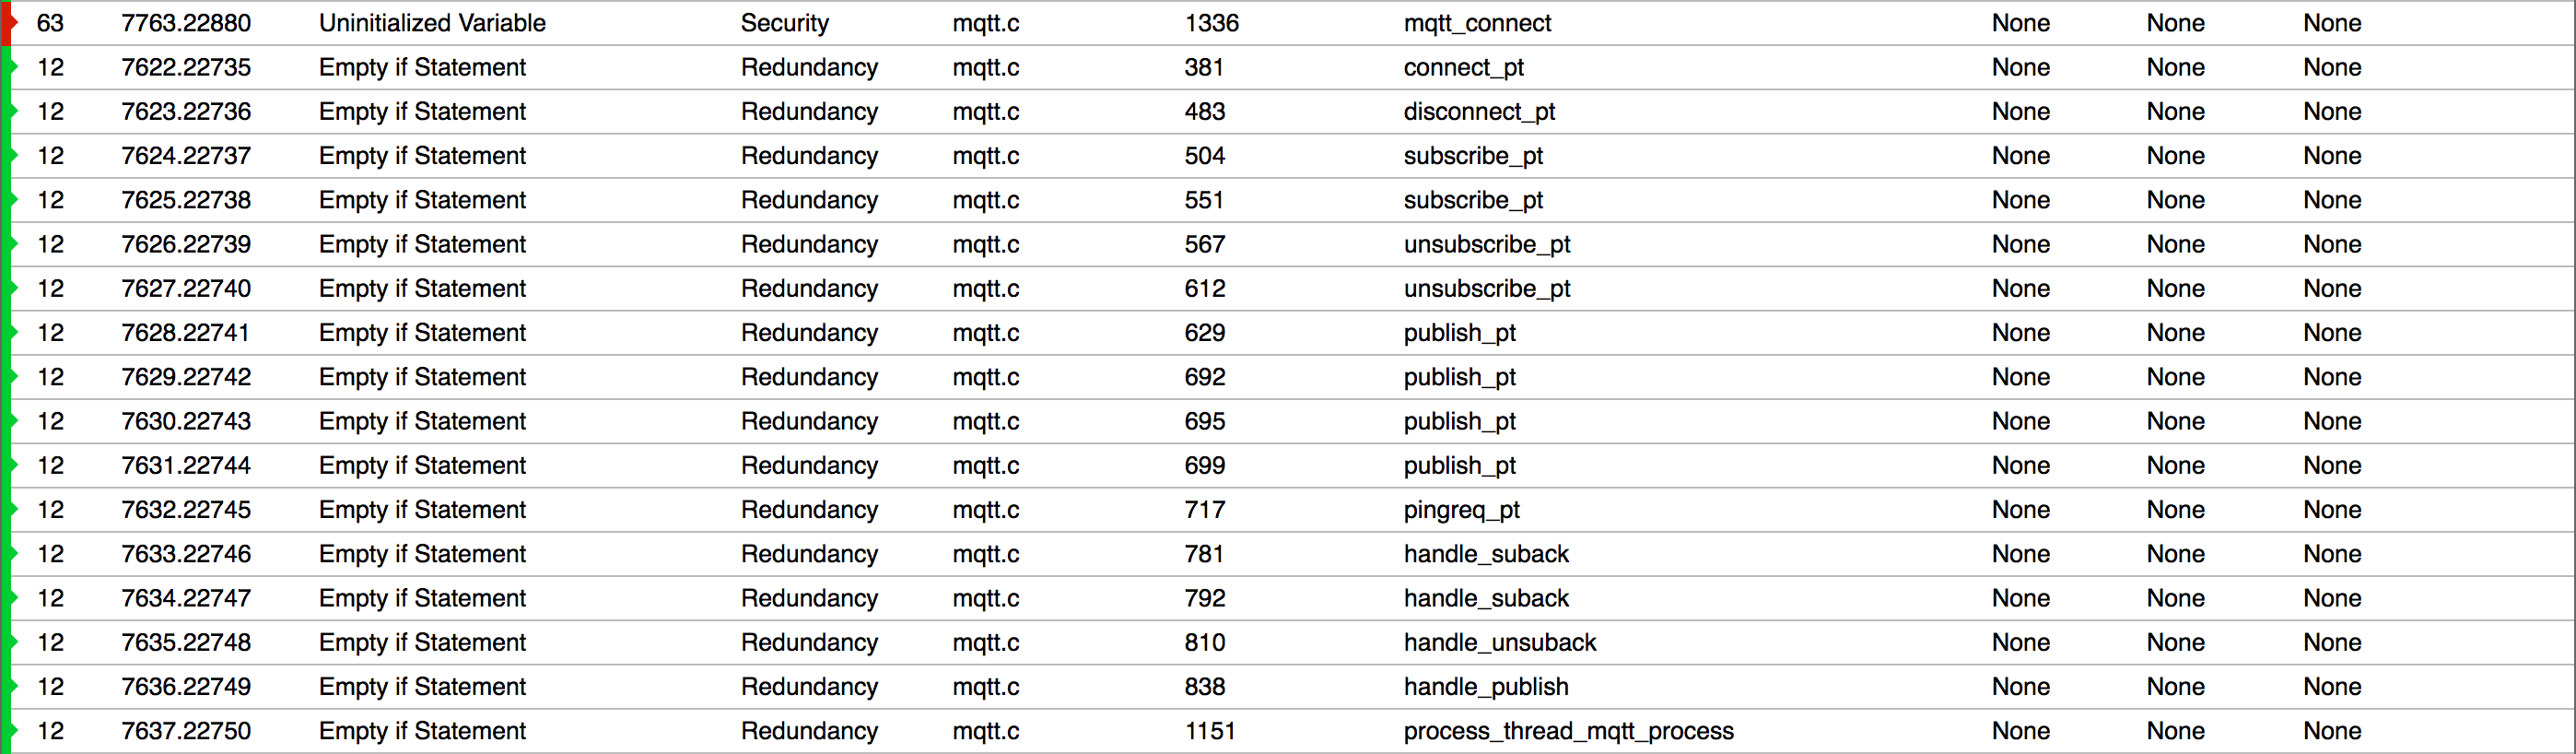 63 7763.22880 Uninitialized Variable Security mqtt.c 1336 mqtt_connect None None None
12 7622.22735 Empty if Statement Redundancy mqtt.c 381 connect_pt None None None
12 7623.22736 Empty if Statement Redundancy mqtt.c 483 disconnect_pt None None None
12 7624.22737 Empty if Statement Redundancy mqtt.c 504 subscribe_pt None None None
12 7625.22738 Empty if Statement Redundancy mqtt.c 551 subscribe_pt None None None
12 7626.22739 Empty if Statement Redundancy mqtt.c 567 unsubscribe_pt None None None
12 7627.22740 Empty if Statement Redundancy mqtt.c 612 unsubscribe_pt None None None
12 7628.22741 Empty if Statement Redundancy mqtt.c 629 publish_pt None None None
12 7629.22742 Empty if Statement Redundancy mqtt.c 692 publish_pt None None None
12 7630.22743 Empty if Statement Redundancy mqtt.c 695 publish_pt None None None
12 7631.22744 Empty if Statement Redundancy mqtt.c 699 publish_pt None None None
12 7632.22745 Empty if Statement Redundancy mqtt.c 717 pingreq_pt None None None
12 7633.22746 Empty if Statement Redundancy mqtt.c 781 handle_suback None None None
12 7634.22747 Empty if Statement Redundancy mqtt.c 792 handle_suback None None None
12 7635.22748 Empty if Statement Redundancy mqtt.c 810 handle_unsuback None None None
12 7636.22749 Empty if Statement Redundancy mqtt.c 838 handle_publish None None None
12 7637.22750 Empty if Statement Redundancy mqtt.c 1151 process_thread_mqtt_process None None None